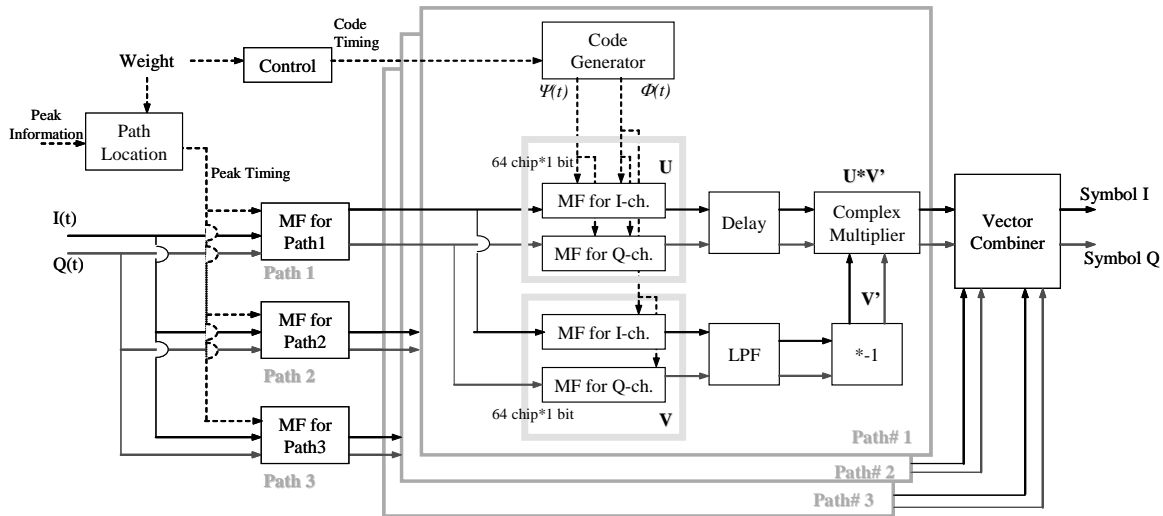 Code
Timing
Weight
Control
Code
Generator
Ψ(t)
Φ(t)
Peak
Information
Path
Location
Peak Timing
64 chip*1 bit
U
MF for I-ch.
MF for Q-ch.
Delay
U*V’
Complex
Multiplier
Vector
Combiner
Symbol I
Symbol Q
I(t)
Q(t)
MF for
Path1
Path 1
MF for
Path2
Path 2
MF for
Path3
Path 3
MF for I-ch.
MF for Q-ch.
64 chip*1 bit
V
LPF
V’
*-1
Path# 1
Path# 2
Path# 3